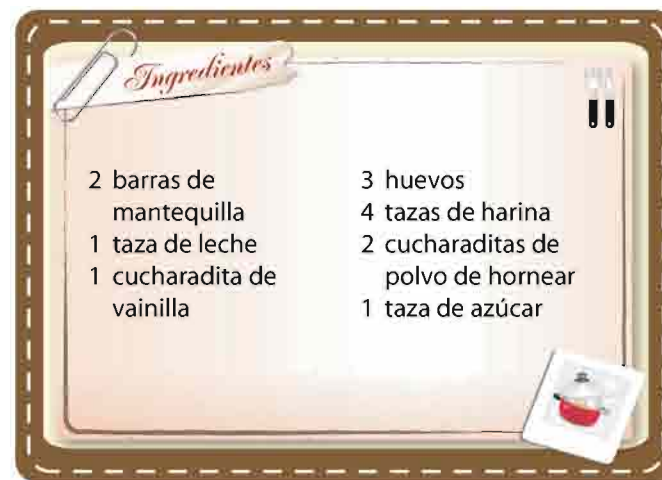 Ingredientes
2 barras de
mantequilla
1 taza de leche
1 cucharadita de
vainilla
3 huevos
4 tazas de harina
2 cucharaditas de
polvo de hornear
1 taza de azúcar